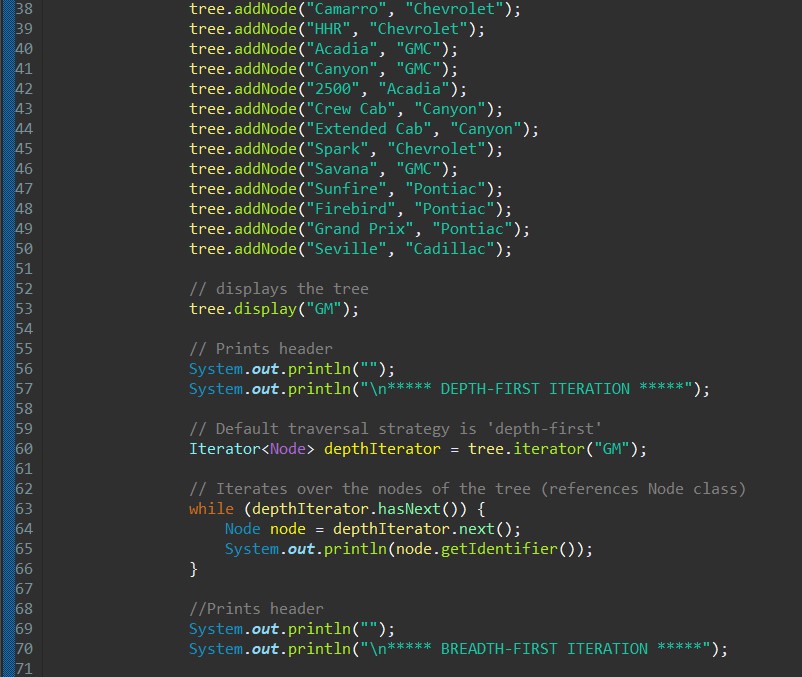 38 tree.addNode("Camarro", "Chevrolet");
39 tree.addNode("HHR", "Chevrolet");
40 tree.addNode("Acadia", "GMC");
41 tree.addNode("Canyon", "GMC");
42 tree.addNode("2500", "Acadia");
43 tree.addNode("Crew Cab", "Canyon");
44 tree.addNode("Extended Cab", "Canyon");
45 tree.addNode("Spark", "Chevrolet");
46 tree.addNode("Savana", "GMC");
47 tree.addNode("Sunfire", "Pontiac");
48 tree.addNode("Firebird", "Pontiac");
49 tree.addNode("Grand Prix", "Pontiac");
50 tree.addNode("Seville", "Cadillac");
51
52 // displays the tree
53 tree.display("GM");
54
55 // Prints header
56 System.out.println("");
57 System.out.println("\n***** DEPTH-FIRST ITERATION *****");
58
59 // Default traversal strategy is 'depth-first'
60 Iterator<Node> depthIterator = tree.iterator("GM");
61
62 // Iterates over the nodes of the tree (references Node class)
63 while (depthIterator.hasNext()) {
64 Node node = depthIterator.next();
65 System.out.println(node.getIdentifier());
66 }
67
68 //Prints header
69 System.out.println("");
70 System.out.println("\n***** BREADTH-FIRST ITERATION *****");
71